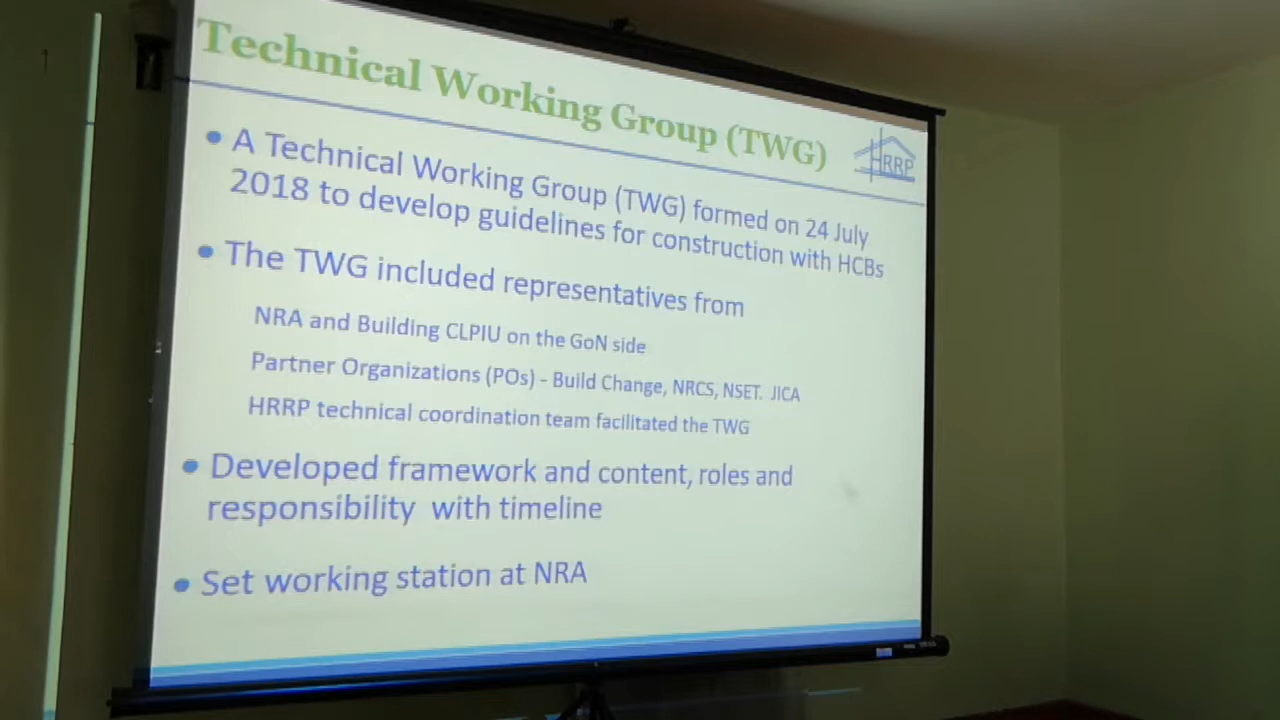 Technical Working Group (TWG)
HRRP
• A Technical Working Group (TWG) formed on 24 July
2018 to develop guidelines for construction with HCBs
• The TWG included representatives from
NRA and Building CLPIU on the GoN side
Partner Organizations (POs) - Build Change, NRCS, NSET. JICA
HRRP technical coordination team facilitated the TWG
• Developed framework and content, roles and
responsibility with timeline
• Set working station at NRA